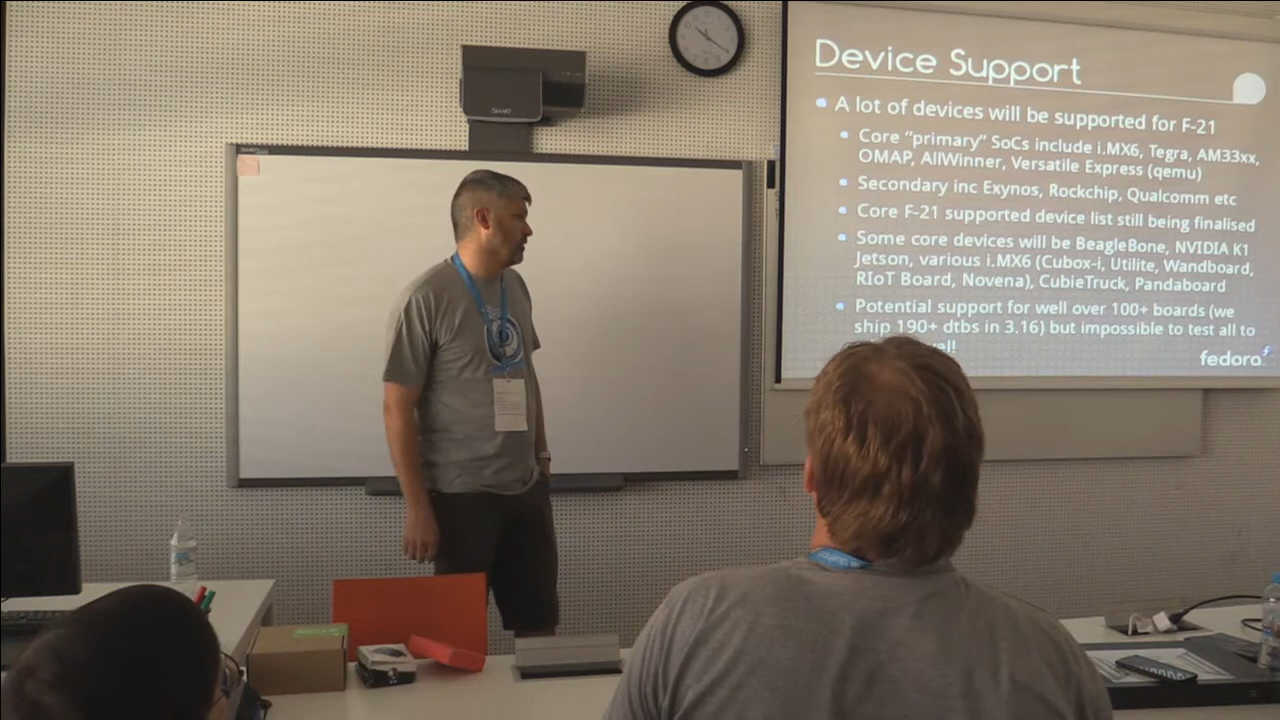 Device Support
A lot of devices will be supported for F-21
Core “primary” SoCs include i.MX6, Tegra, AM33xx,
OMAP, AllWinner, Versatile Express (qemu)
Secondary inc Exynos, Rockchip, Qualcomm etc
Core F-21 supported device list still being finalised
Some core devices will be BeagleBone, NVIDIA K1
Jetson, various i.MX6 (Cubox-i, Utilite, Wandboard,
RIoT Board, Novena), CubieTruck, Pandaboard
Potential support for well over 100+ boards (we
ship 190+ dtbs in 3.16) but impossible to test all to
fedora
SMART